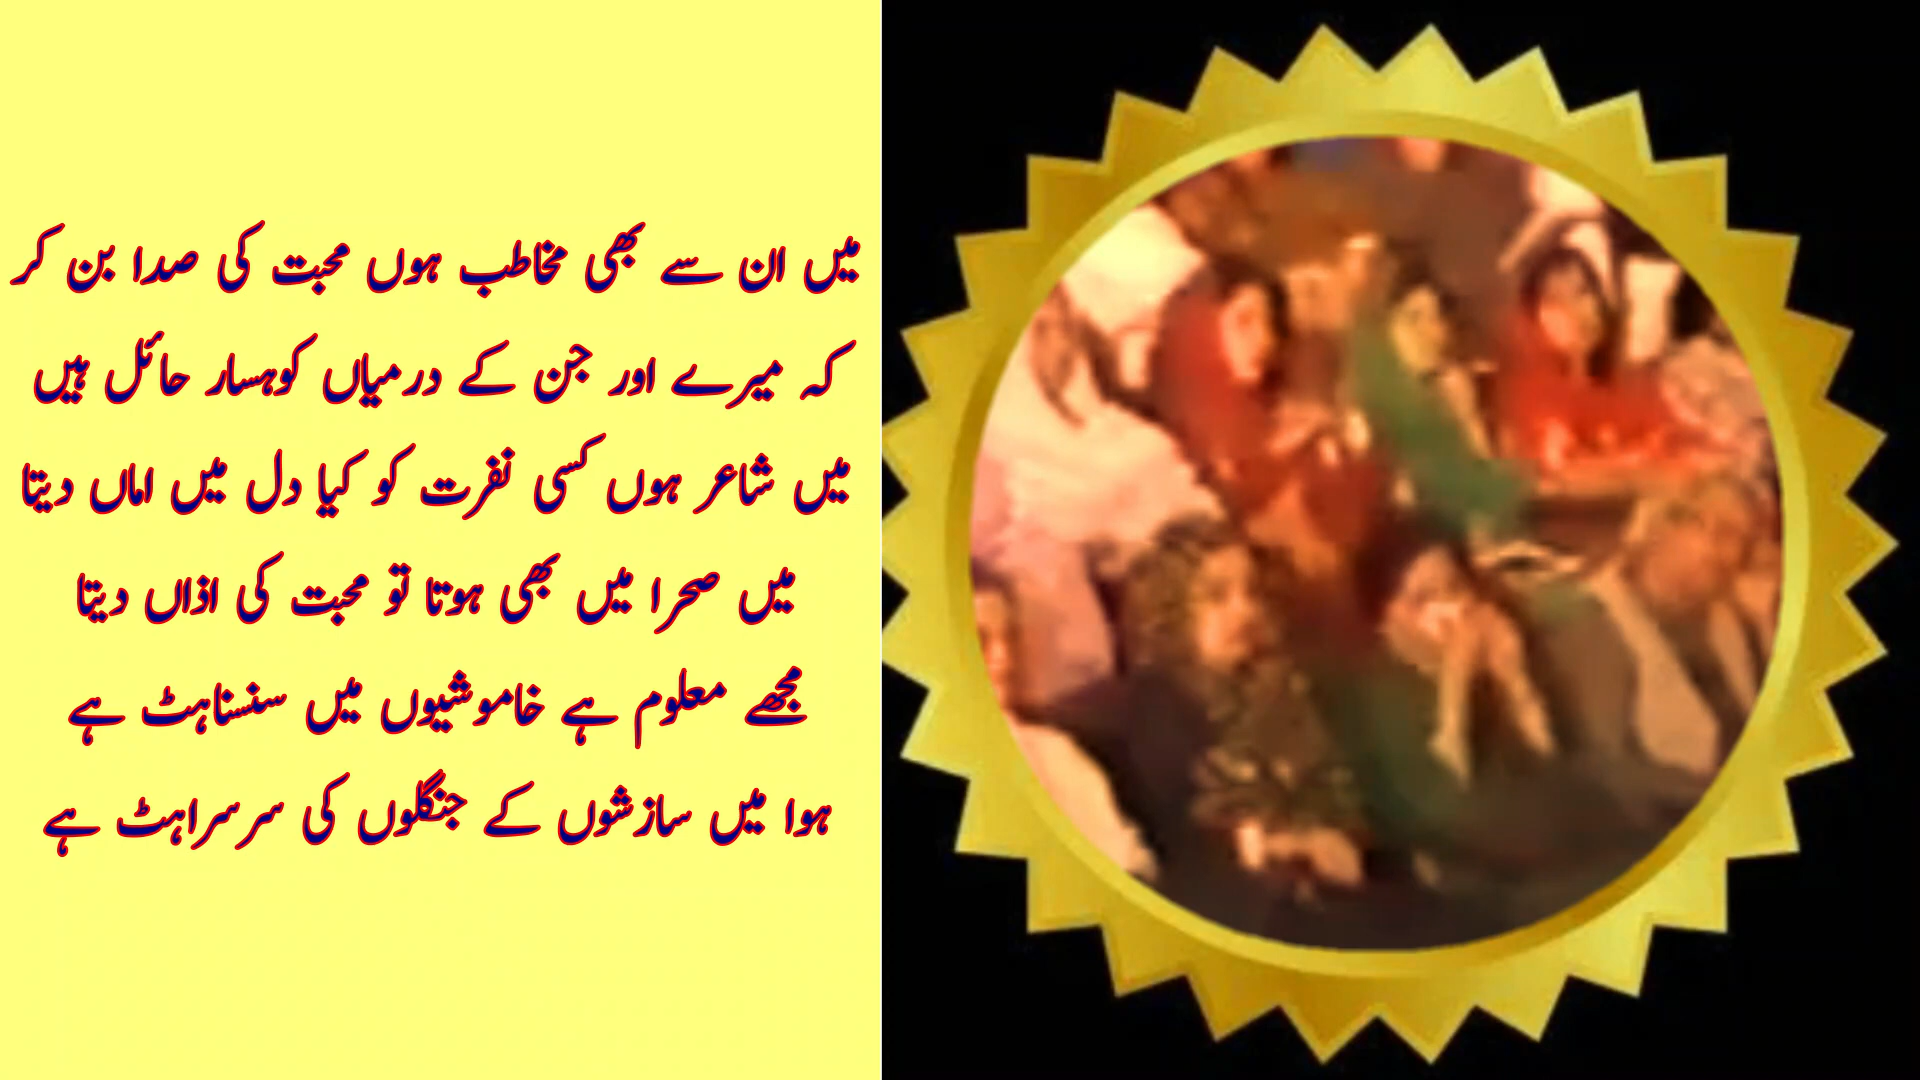 میں ان سے بھی مخاطب ہوں محبت کی صدا بن کر
کہ میرے اور جن کے درمیاں کوہسار حائل ہیں
میں شاعر ہوں کسی نفرت کو کیا دل میں اماں دیتا
میں صحرا میں بھی ہوتا تو محبت کی اذاں دیتا
مجھے معلوم ہے خاموشیوں میں سنسناہٹ ہے
ہوا میں سازشوں کے جنگلوں کی سرسراہٹ ہے